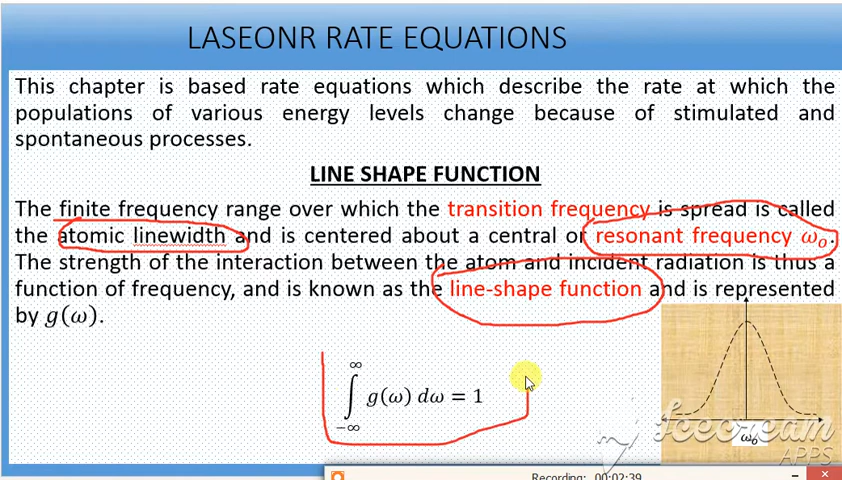 LASEONR RATE EQUATIONS
This chapter is based rate equations which describe the rate at which the
populations of various energy levels change because of stimulated and
spontaneous processes.
LINE SHAPE FUNCTION
The finite frequency range over which the transition frequency is spread is called
the atomic linewidth and is centered about a central or resonant frequency ω₀.
The strength of the interaction between the atom and incident radiation is thus a
function of frequency, and is known as the line-shape function and is represented
by g(ω).
∫₋∞^∞ g(ω) dω = 1
ω₀
Icecream
APPS
Recording: 00:02:39